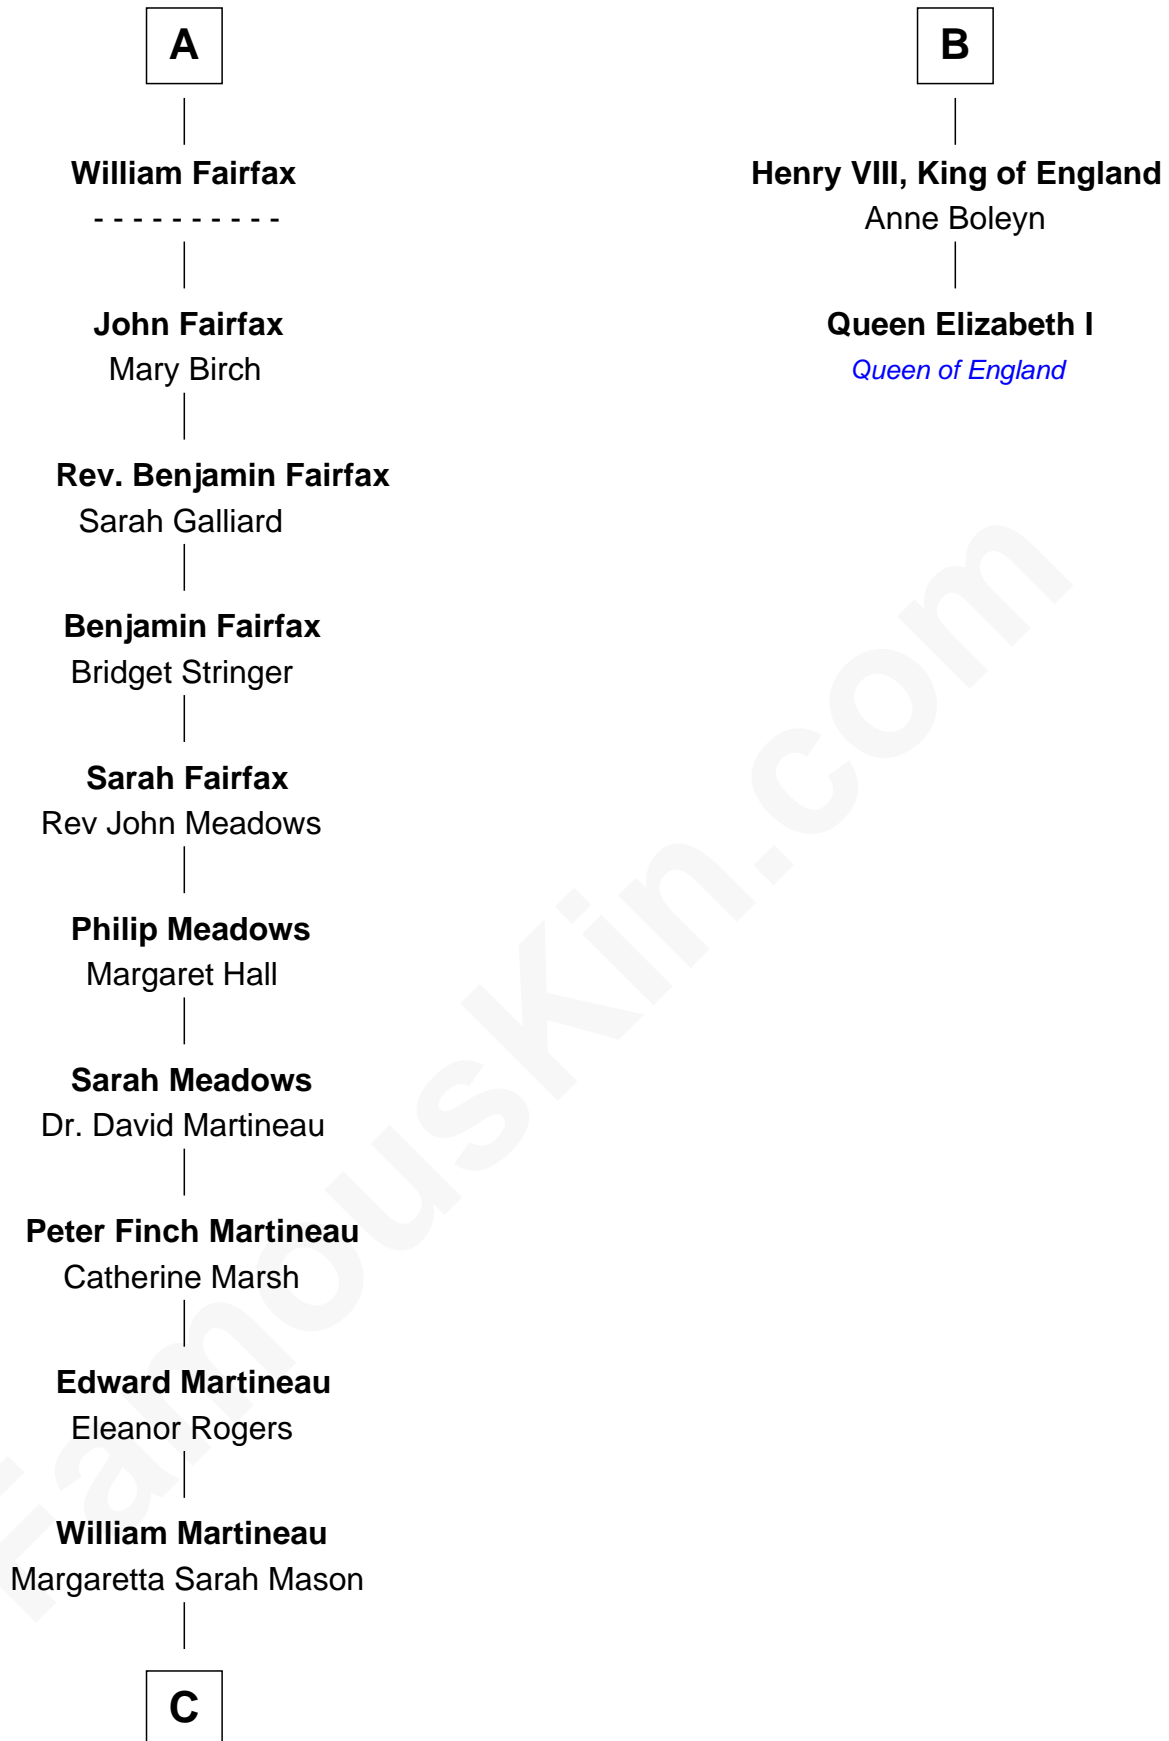 A
William Fairfax
- - - - - - - - - -
John Fairfax
Mary Birch
Rev. Benjamin Fairfax
Sarah Galliard
Benjamin Fairfax
Bridget Stringer
Sarah Fairfax
Rev John Meadows
Philip Meadows
Margaret Hall
Sarah Meadows
Dr. David Martineau
Peter Finch Martineau
Catherine Marsh
Edward Martineau
Eleanor Rogers
William Martineau
Margaretta Sarah Mason
C
B
Henry VIII, King of England
Anne Boleyn
Queen Elizabeth I
Queen of England
FamousKin.com